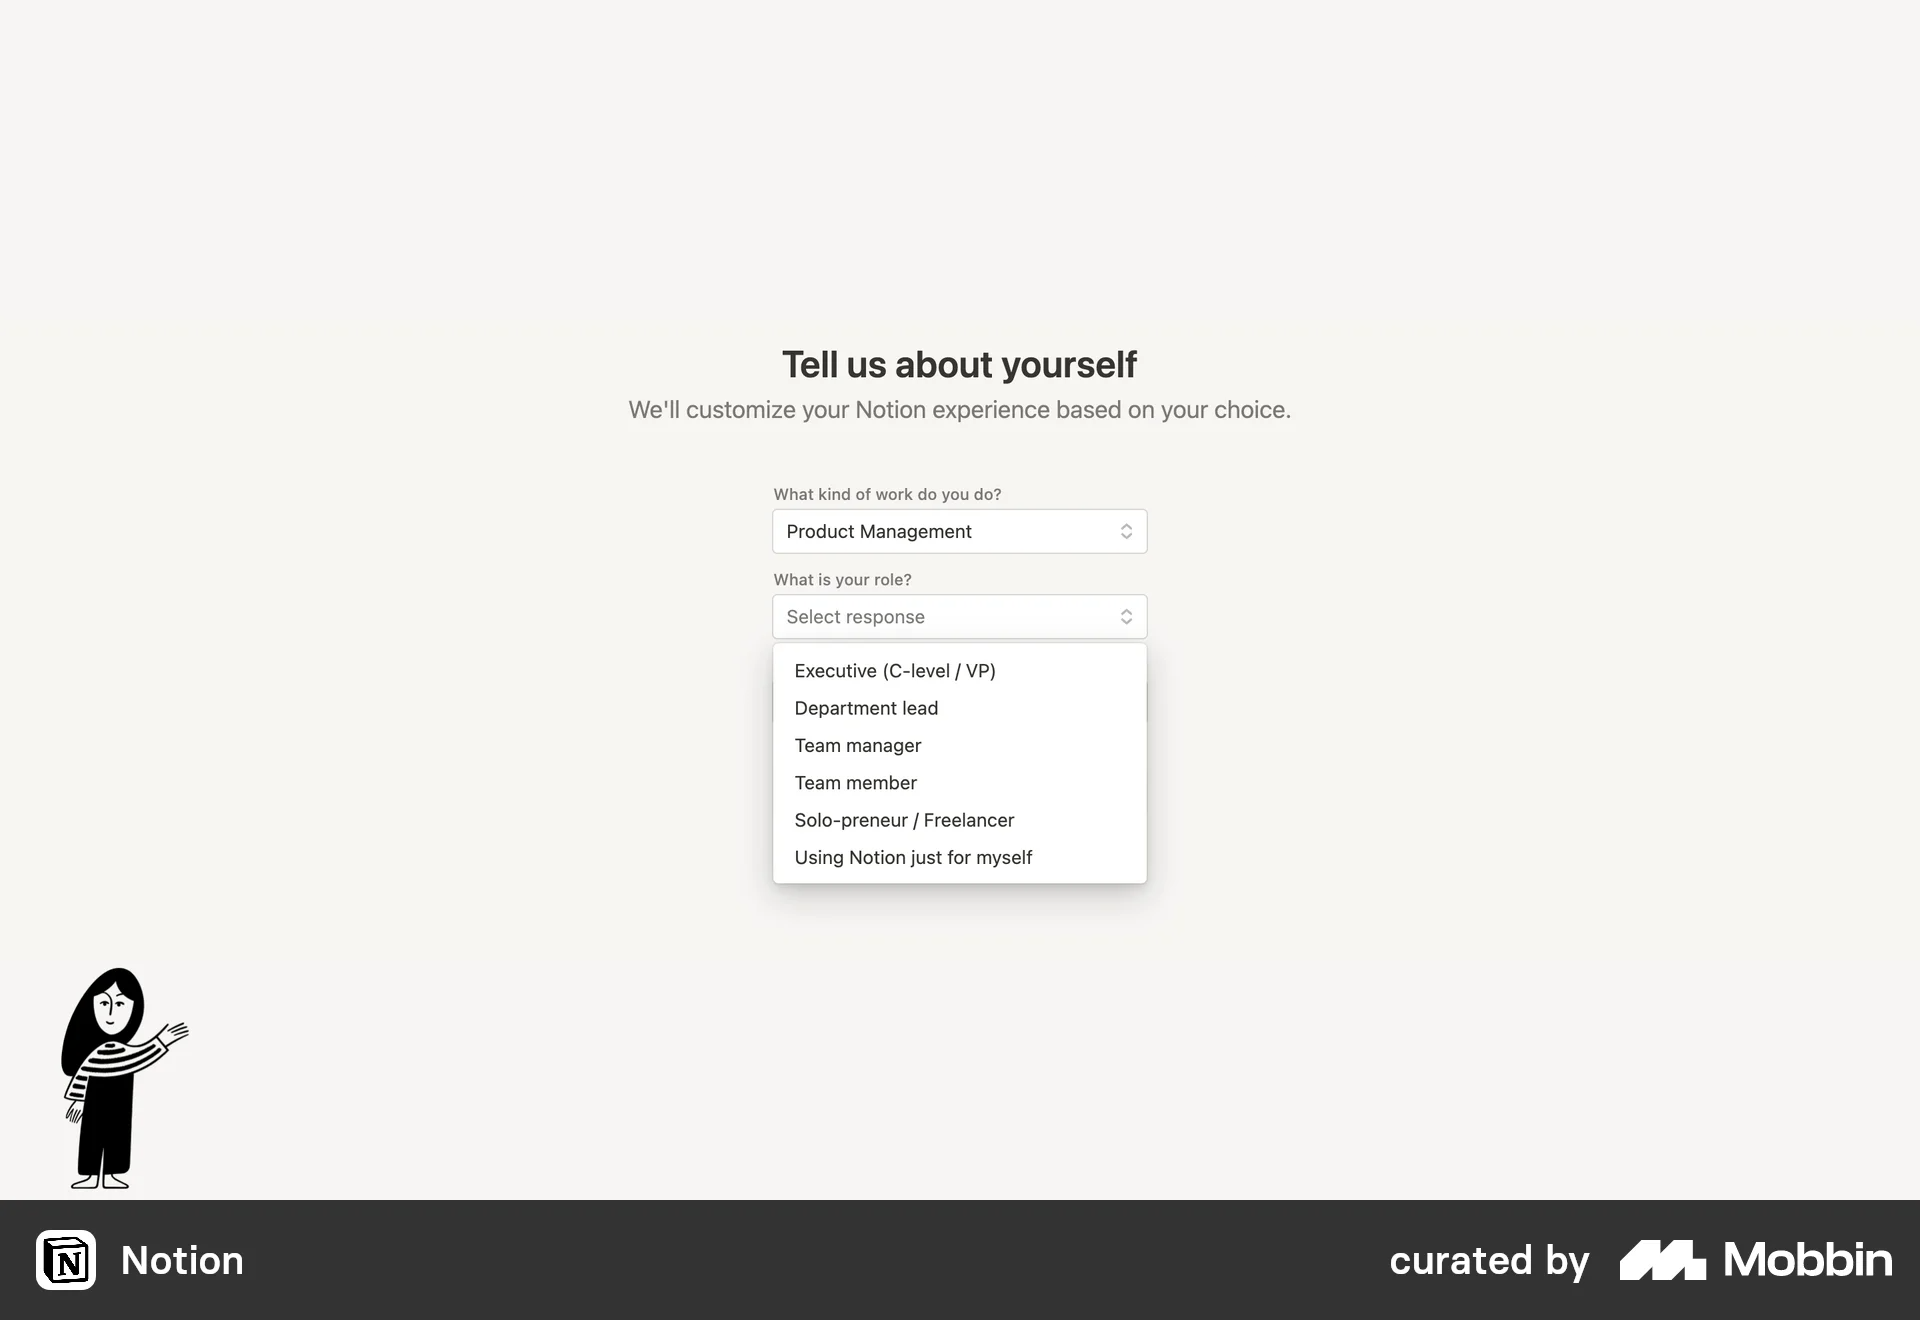 Tell us about yourself
We'll customize your Notion experience based on your choice.
What kind of work do you do?
Product Management
What is your role?
Select response
Executive (C-level / VP)
Department lead
Team manager
Team member
Solo-preneur / Freelancer
Using Notion just for myself
N Notion
curated by Mobbin